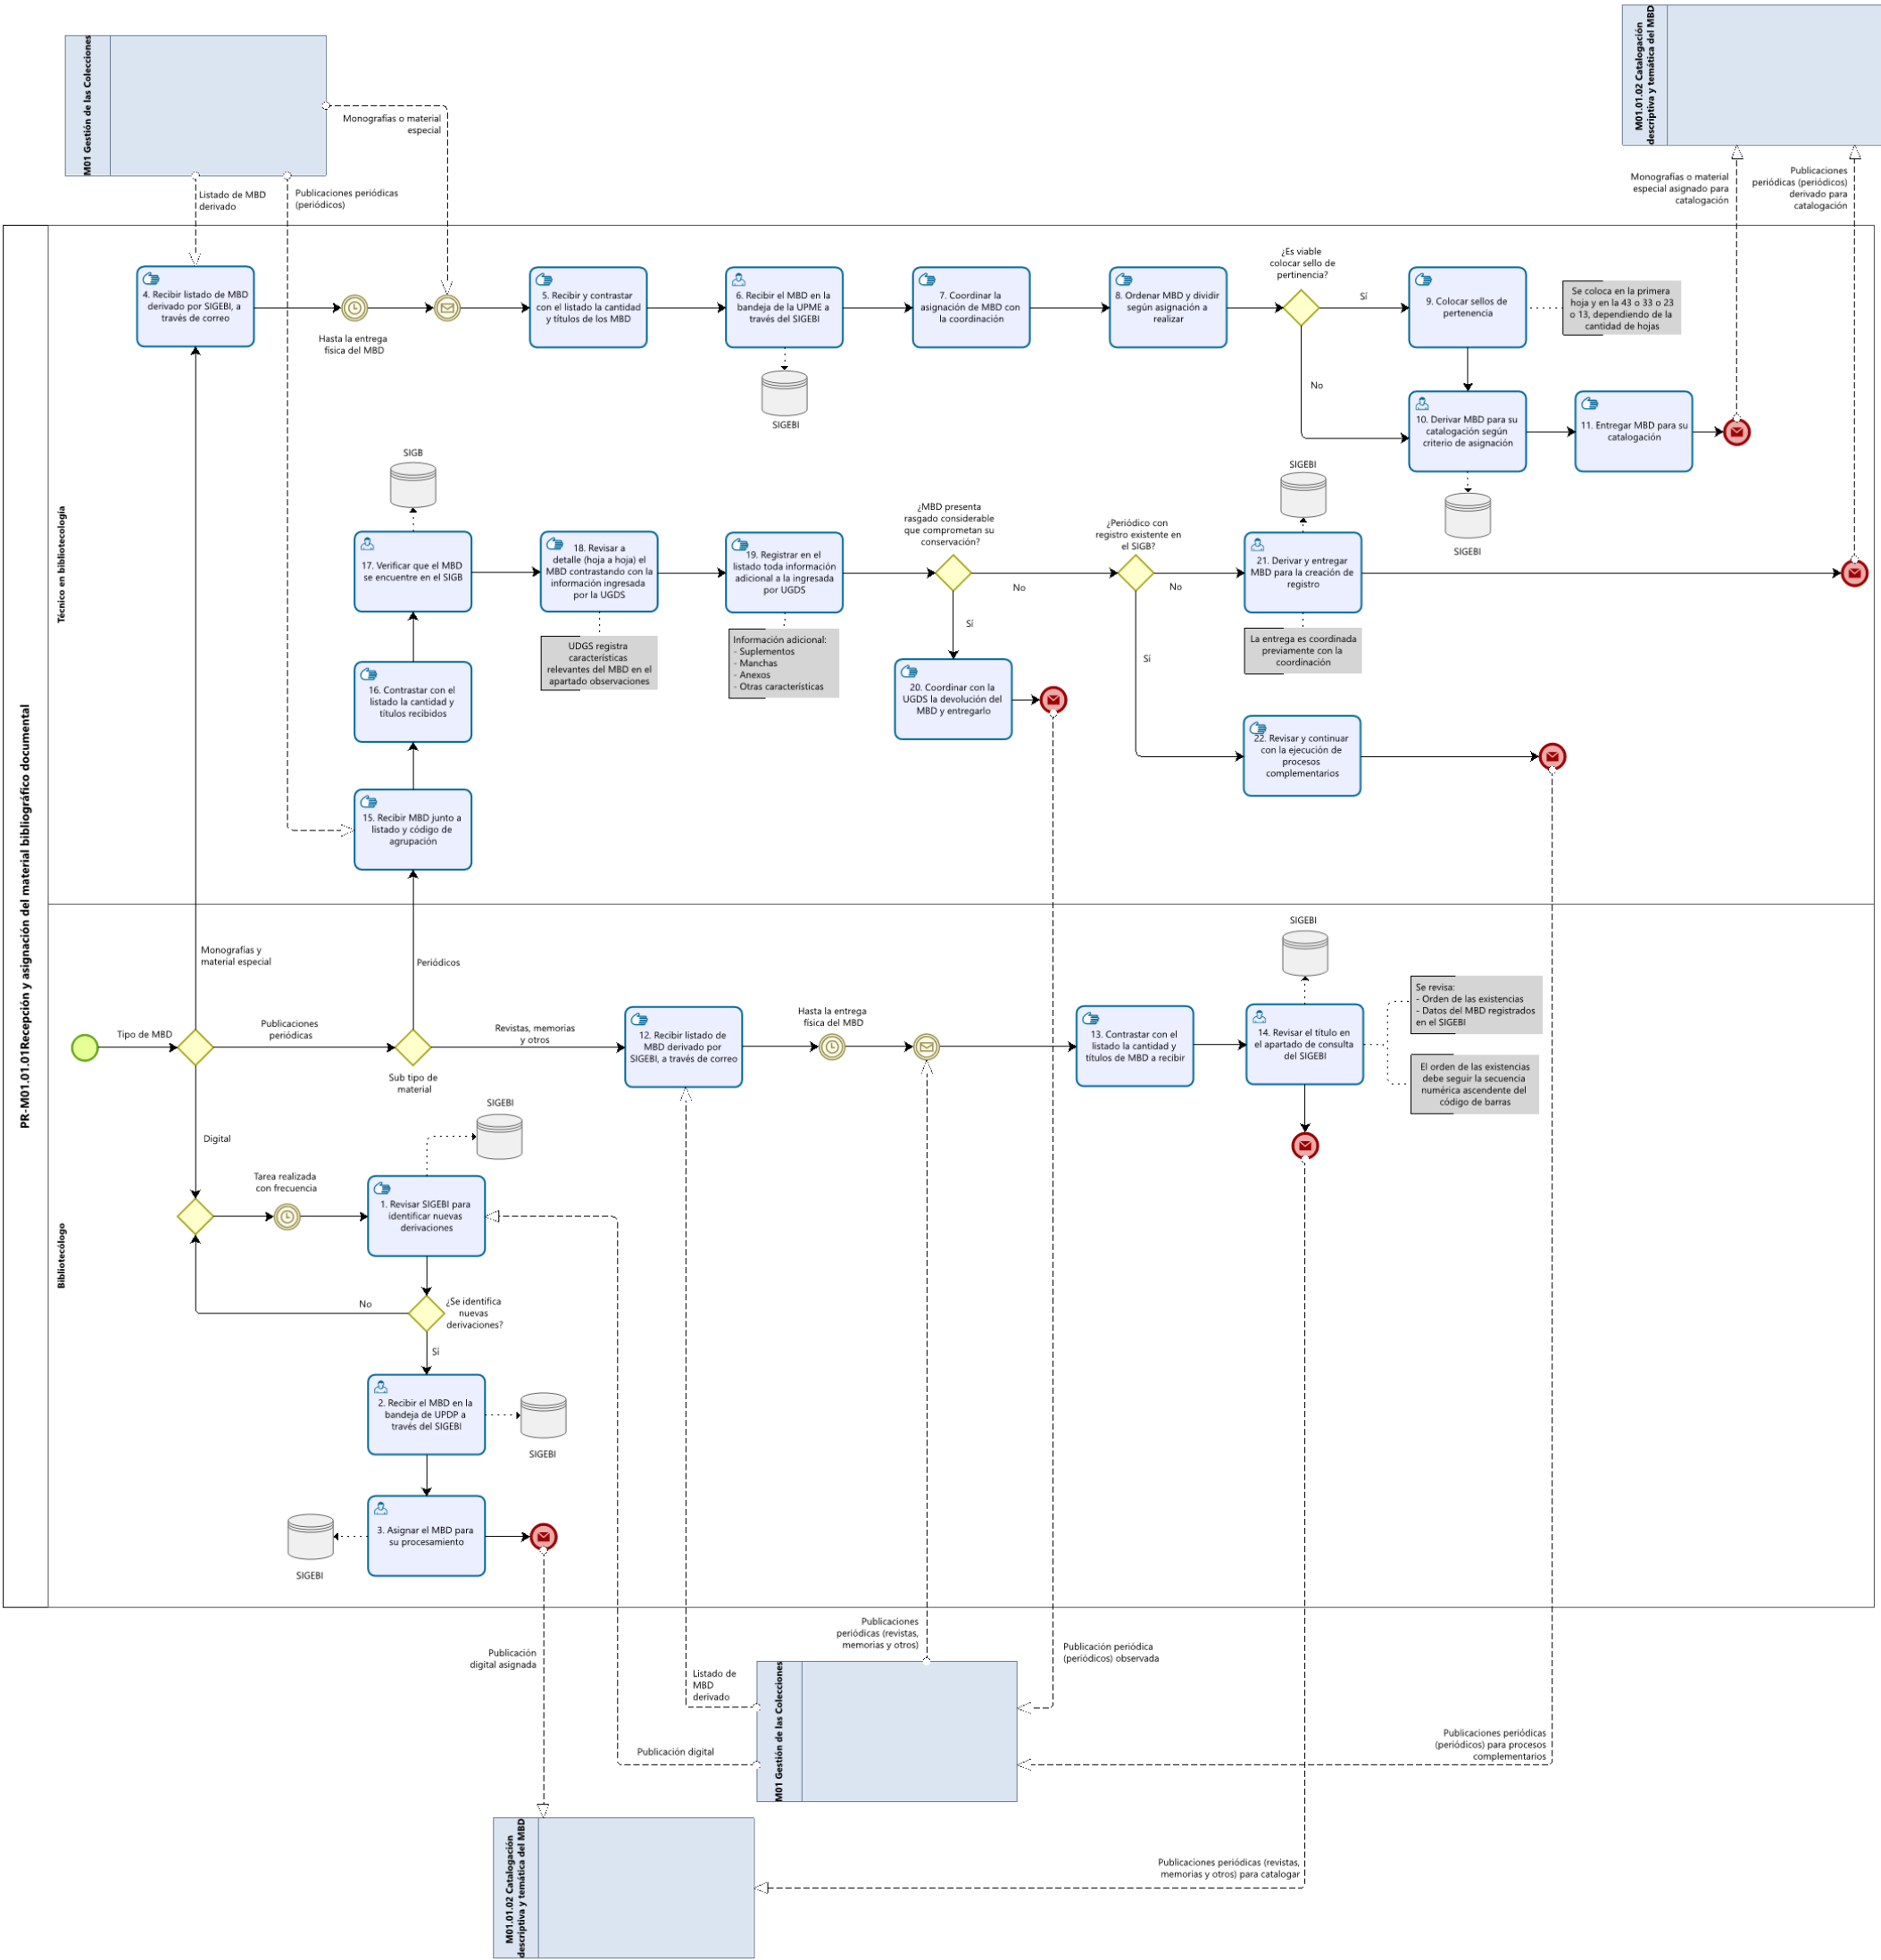 M01 Gestión de las Colecciones
M01.01.02 Catalogación
descriptiva y temática del MBD
Monografías o material
especial
Listado de MBD
derivado
Publicaciones periódicas
(periódicos)
Monografías o material
especial asignado para
catalogación
Publicaciones
periódicas (periódicos)
derivado para
catalogación
PR-M01.01.01Recepción y asignación del material bibliográfico documental
Técnico en bibliotecología
4. Recibir listado de MBD
derivado por SIGEBI, a
través de correo
Hasta la entrega
física del MBD
5. Recibir y contrastar
con el listado la cantidad
y títulos de los MBD
6. Recibir el MBD en la
bandeja de la UPME a
través del SIGEBI
SIGEBI
7. Coordinar la
asignación de MBD con
la coordinación
8. Ordenar MBD y dividir
según asignación a
realizar
¿Es viable
colocar sello de
pertinencia?
Sí
No
9. Colocar sellos de
pertenencia
Se coloca en la primera
hoja y en la 43 o 33 o 23
o 13, dependiendo de la
cantidad de hojas
10. Derivar MBD para su
catalogación según
criterio de asignación
SIGEBI
11. Entregar MBD para su
catalogación
SIGB
17. Verificar que el MBD
se encuentre en el SIGB
18. Revisar a
detalle (hoja a hoja) el
MBD contrastando con la
información ingresada
por la UGDS
UDGS registra
características
relevantes del MBD en el
apartado observaciones
19. Registrar en el
listado toda información
adicional a la ingresada
por UGDS
Información adicional:
- Suplementos
- Manchas
- Anexos
- Otras características
¿MBD presenta
rasgado considerable
que comprometan su
conservación?
No
Sí
20. Coordinar con la
UGDS la devolución del
MBD y entregarlo
¿Periódico con
registro existente en
el SIGB?
No
Sí
SIGEBI
21. Derivar y entregar
MBD para la creación de
registro
La entrega es coordinada
previamente con la
coordinación
22. Revisar y continuar
con la ejecución de
procesos
complementarios
16. Contrastar con el
listado la cantidad y
títulos recibidos
15. Recibir MBD junto a
listado y código de
agrupación
Bibliotecólogo
Monografías y
material especial
Periódicos
Tipo de MBD
Publicaciones
periódicas
Sub tipo de
material
Revistas, memorias
y otros
12. Recibir listado de
MBD derivado por
SIGEBI, a través de correo
Hasta la entrega
física del MBD
13. Contrastar con el
listado la cantidad y
títulos de MBD a recibir
SIGEBI
14. Revisar el título en
el apartado de consulta
del SIGEBI
Se revisa:
- Orden de las existencias
- Datos del MBD registrados
en el SIGEBI
El orden de las existencias
debe seguir la secuencia
numérica ascendente del
código de barras
Digital
Tarea realizada
con frecuencia
SIGEBI
1. Revisar SIGEBI para
identificar nuevas
derivaciones
¿Se identifica
nuevas
derivaciones?
No
Sí
2. Recibir el MBD en la
bandeja de UPDP a
través del SIGEBI
SIGEBI
3. Asignar el MBD para
su procesamiento
SIGEBI
Publicación
digital asignada
Publicaciones
periódicas (revistas,
memorias y otros)
Publicación periódica
(periódicos) observada
Listado de
MBD
derivado
Publicación digital
M01 Gestión de las Colecciones
Publicaciones periódicas
(periódicos) para procesos
complementarios
M01.01.02 Catalogación
descriptiva y temática del MBD
Publicaciones periódicas (revistas,
memorias y otros) para catalogar